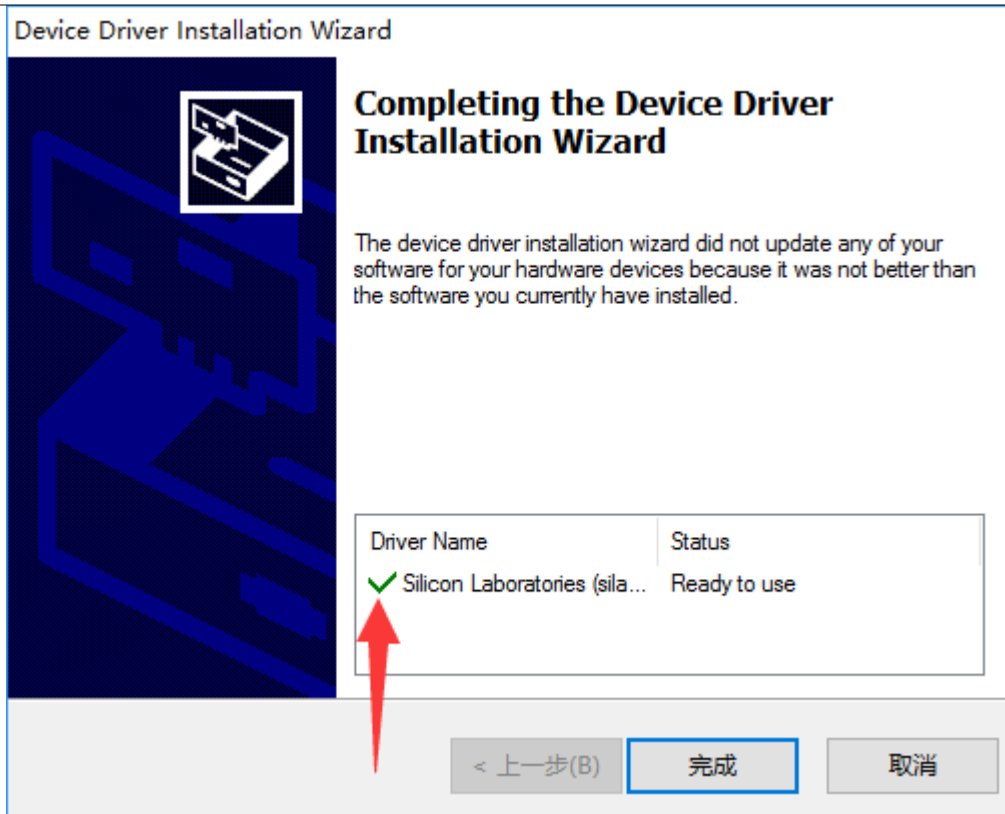 Device Driver Installation Wizard
Completing the Device Driver
Installation Wizard
The device driver installation wizard did not update any of your
software for your hardware devices because it was not better than
the software you currently have installed.
Driver Name Status
Silicon Laboratories (sila... Ready to use
< 上一步(B) 完成 取消